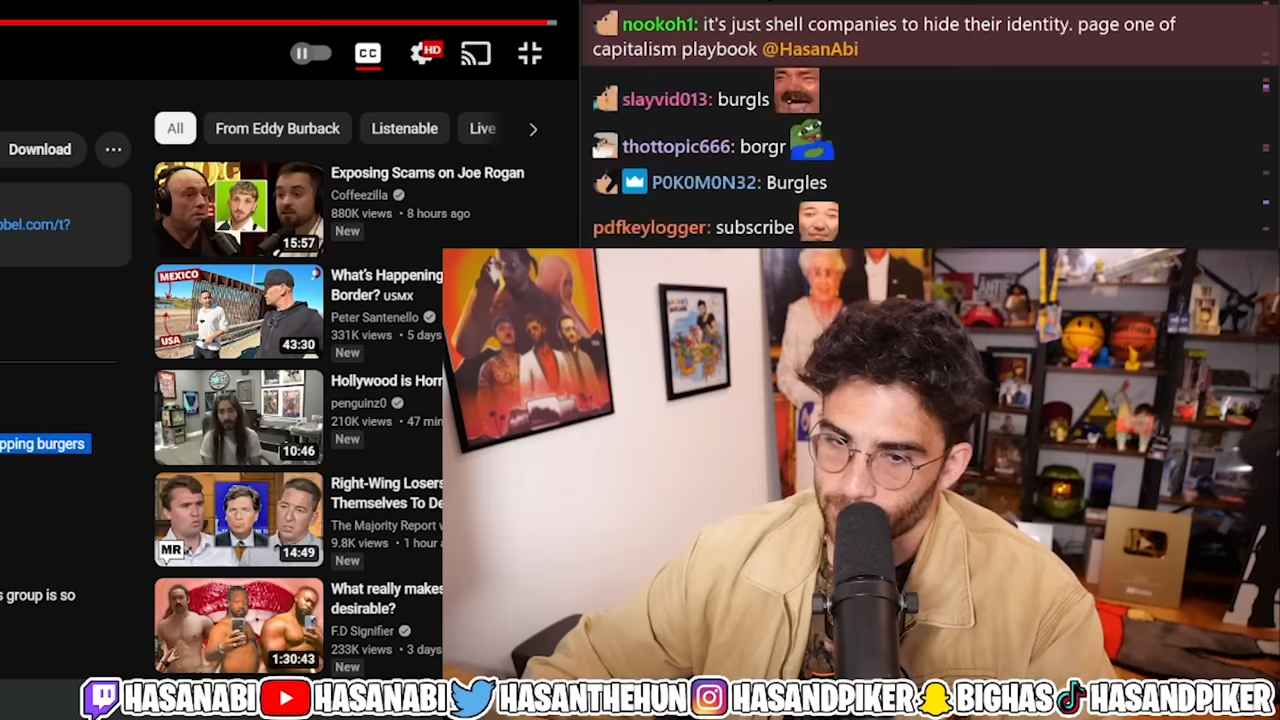 HD
CC
nookoh1: it's just shell companies to hide their identity. page one of
capitalism playbook @HasanAbi
slayvid013: burgls
thottopic666: borgr
P0K0M0N32: Burgles
pdfkeylogger: subscribe
Download
bbel.com/t?
pping burgers
s group is so
All
From Eddy Burback
Listenable
Live
Exposing Scams on Joe Rogan
Coffeezilla
880K views • 8 hours ago
New
15:57
What's Happening
Border? USMX
Peter Santenello
331K views • 5 days
New
MEXICO
USA
43:30
Hollywood is Horr
penguinz0
210K views • 47 min
New
10:46
Right-Wing Losers
Themselves To De
The Majority Report
9.8K views • 1 hour
New
MR
14:49
What really makes
desirable?
F.D Signifier
233K views • 3 days
New
1:30:43
HASANABI HASANABI HASANTHEHUN HASANDPIKER BIGHAS HASANDPIKER